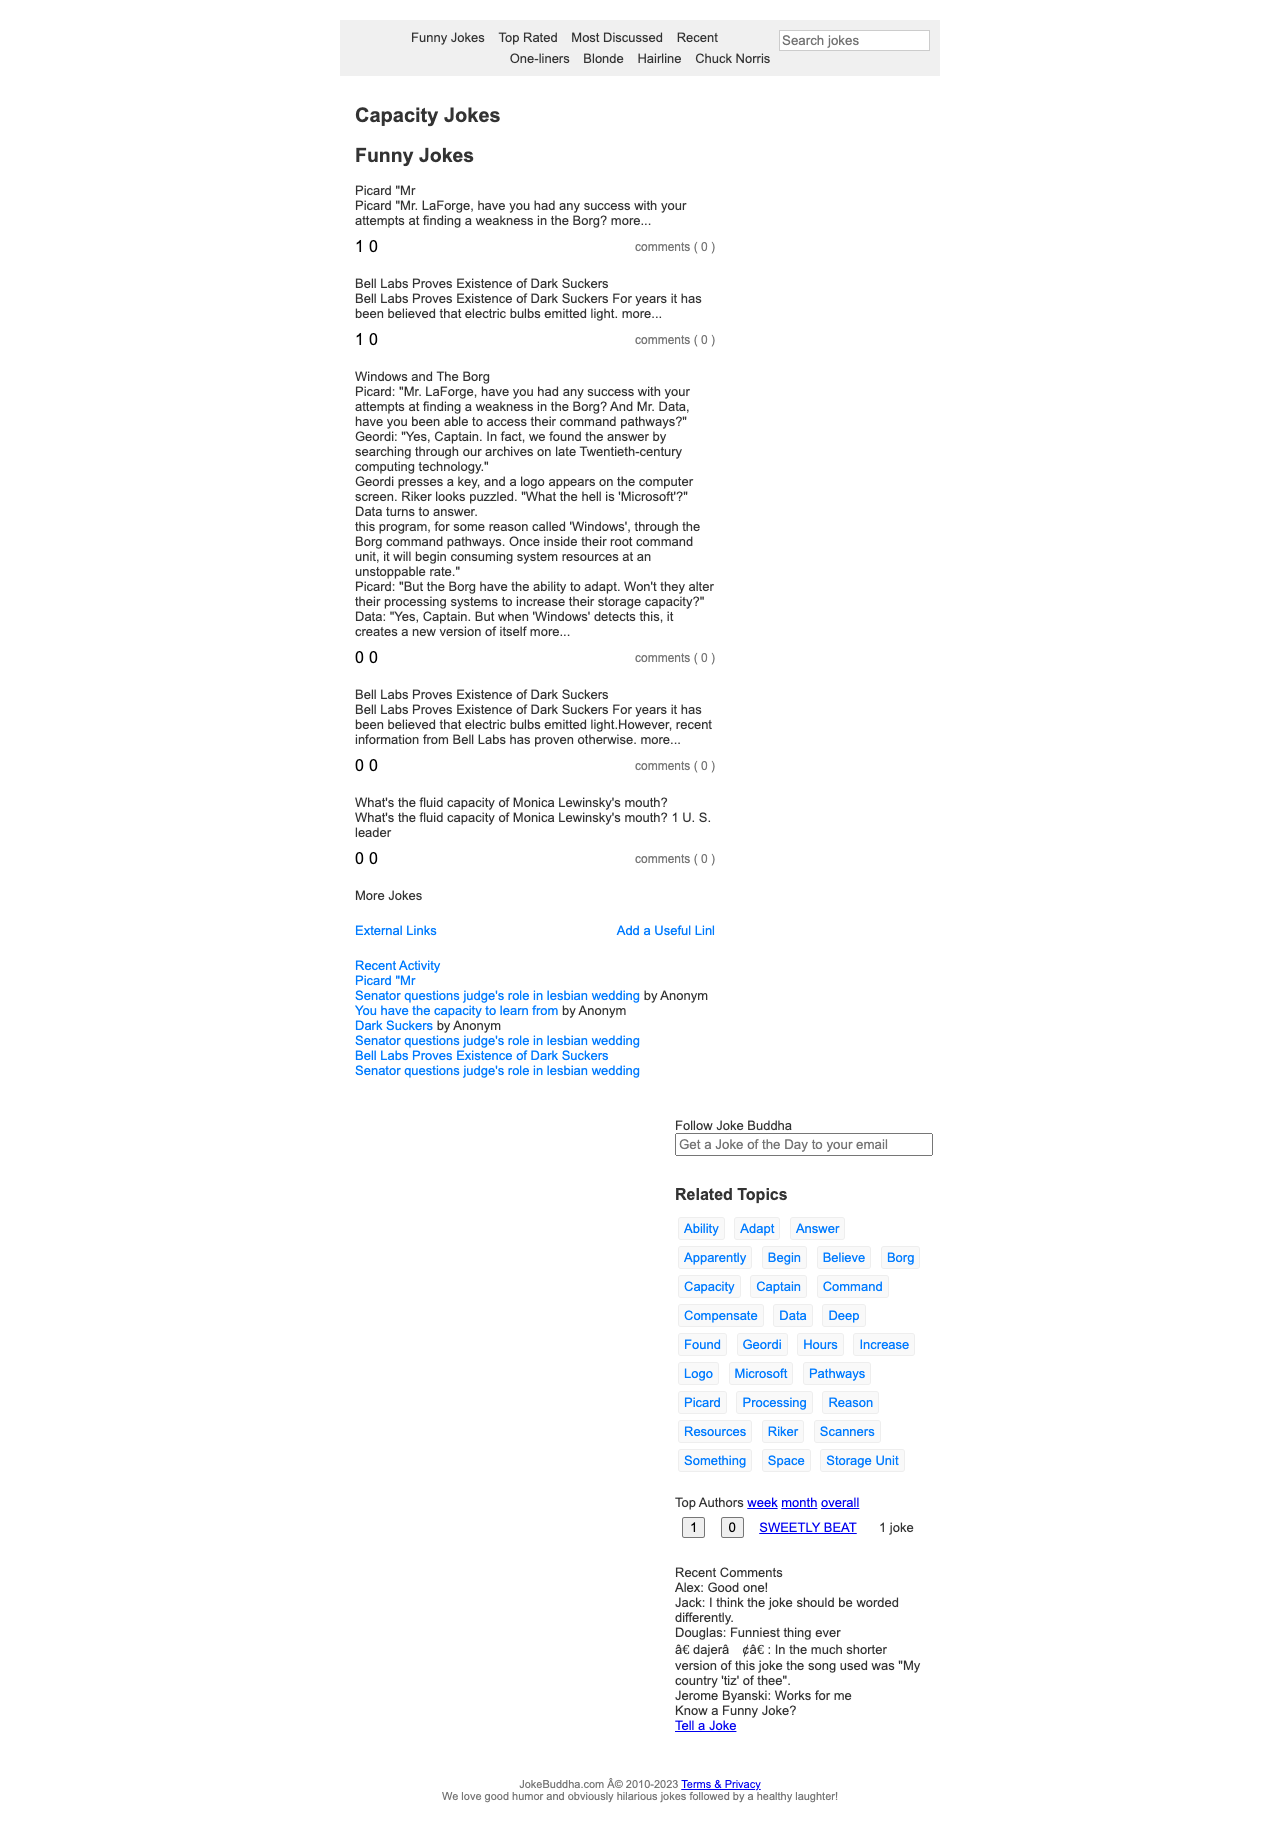 Funny Jokes Top Rated Most Discussed Recent Search jokes
One-liners Blonde Hairline Chuck Norris
Capacity Jokes
Funny Jokes
Picard "Mr
Picard "Mr. LaForge, have you had any success with your
attempts at finding a weakness in the Borg? more...
1 0 comments ( 0 )
Bell Labs Proves Existence of Dark Suckers
Bell Labs Proves Existence of Dark Suckers For years it has
been believed that electric bulbs emitted light. more...
1 0 comments ( 0 )
Windows and The Borg
Picard: "Mr. LaForge, have you had any success with your
attempts at finding a weakness in the Borg? And Mr. Data,
have you been able to access their command pathways?"
Geordi: "Yes, Captain. In fact, we found the answer by
searching through our archives on late Twentieth-century
computing technology."
Geordi presses a key, and a logo appears on the computer
screen. Riker looks puzzled. "What the hell is 'Microsoft'?"
Data turns to answer.
this program, for some reason called 'Windows', through the
Borg command pathways. Once inside their root command
unit, it will begin consuming system resources at an
unstoppable rate."
Picard: "But the Borg have the ability to adapt. Won't they alter
their processing systems to increase their storage capacity?"
Data: "Yes, Captain. But when 'Windows' detects this, it
creates a new version of itself more...
0 0 comments ( 0 )
Bell Labs Proves Existence of Dark Suckers
Bell Labs Proves Existence of Dark Suckers For years it has
been believed that electric bulbs emitted light.However, recent
information from Bell Labs has proven otherwise. more...
0 0 comments ( 0 )
What's the fluid capacity of Monica Lewinsky's mouth?
What's the fluid capacity of Monica Lewinsky's mouth? 1 U. S.
leader
0 0 comments ( 0 )
More Jokes
External Links Add a Useful Linl
Recent Activity
Picard "Mr
Senator questions judge's role in lesbian wedding by Anonym
You have the capacity to learn from by Anonym
Dark Suckers by Anonym
Senator questions judge's role in lesbian wedding
Bell Labs Proves Existence of Dark Suckers
Senator questions judge's role in lesbian wedding
Follow Joke Buddha
Get a Joke of the Day to your email
Related Topics
Ability Adapt Answer
Apparently Begin Believe Borg
Capacity Captain Command
Compensate Data Deep
Found Geordi Hours Increase
Logo Microsoft Pathways
Picard Processing Reason
Resources Riker Scanners
Something Space Storage Unit
Top Authors week month overall
1 0 SWEETLY BEAT 1 joke
Recent Comments
Alex: Good one!
Jack: I think the joke should be worded
differently.
Douglas: Funniest thing ever
â€ dajerâ ¢â€ : In the much shorter
version of this joke the song used was "My
country 'tiz' of thee".
Jerome Byanski: Works for me
Know a Funny Joke?
Tell a Joke
JokeBuddha.com Â© 2010-2023 Terms & Privacy
We love good humor and obviously hilarious jokes followed by a healthy laughter!